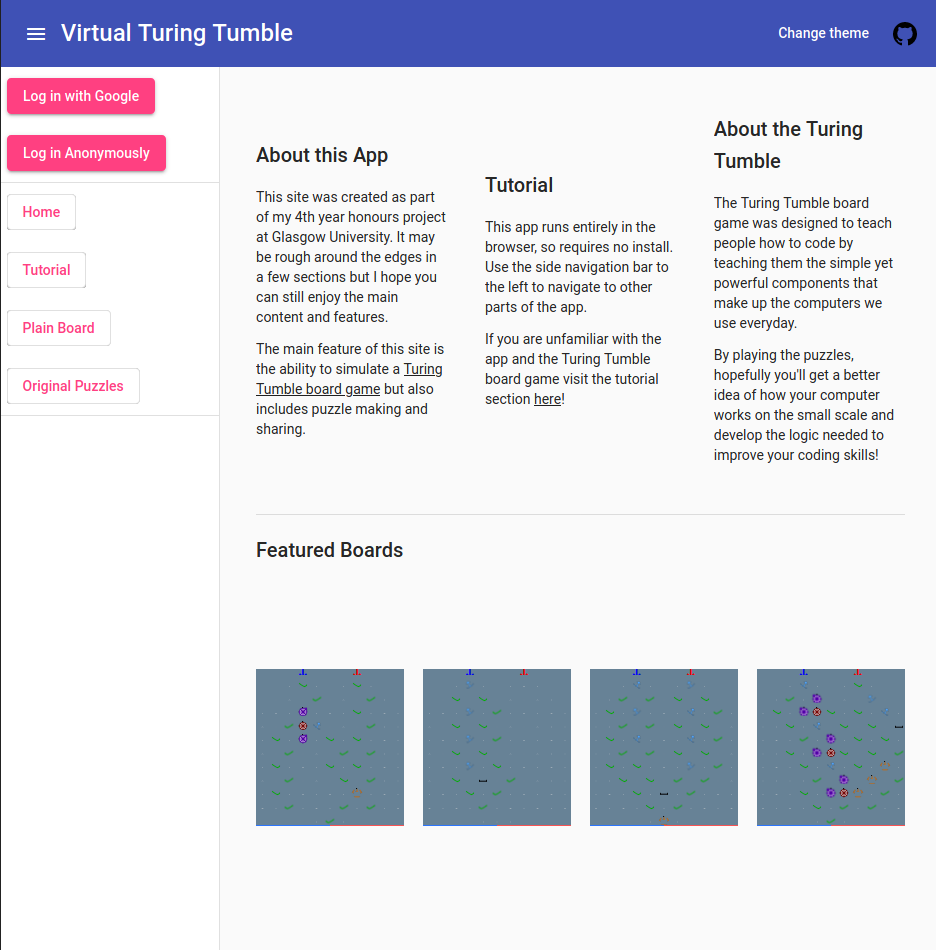 Virtual Turing Tumble
Change theme
Log in with Google
Log in Anonymously
Home
Tutorial
Plain Board
Original Puzzles
About this App
This site was created as part
of my 4th year honours project
at Glasgow University. It may
be rough around the edges in
a few sections but I hope you
can still enjoy the main
content and features.
The main feature of this site is
the ability to simulate a Turing
Tumble board game but also
includes puzzle making and
sharing.
Tutorial
This app runs entirely in the
browser, so requires no install.
Use the side navigation bar to
the left to navigate to other
parts of the app.
If you are unfamiliar with the
app and the Turing Tumble
board game visit the tutorial
section here!
About the Turing
Tumble
The Turing Tumble board
game was designed to teach
people how to code by
teaching them the simple yet
powerful components that
make up the computers we
use everyday.
By playing the puzzles,
hopefully you'll get a better
idea of how your computer
works on the small scale and
develop the logic needed to
improve your coding skills!
Featured Boards